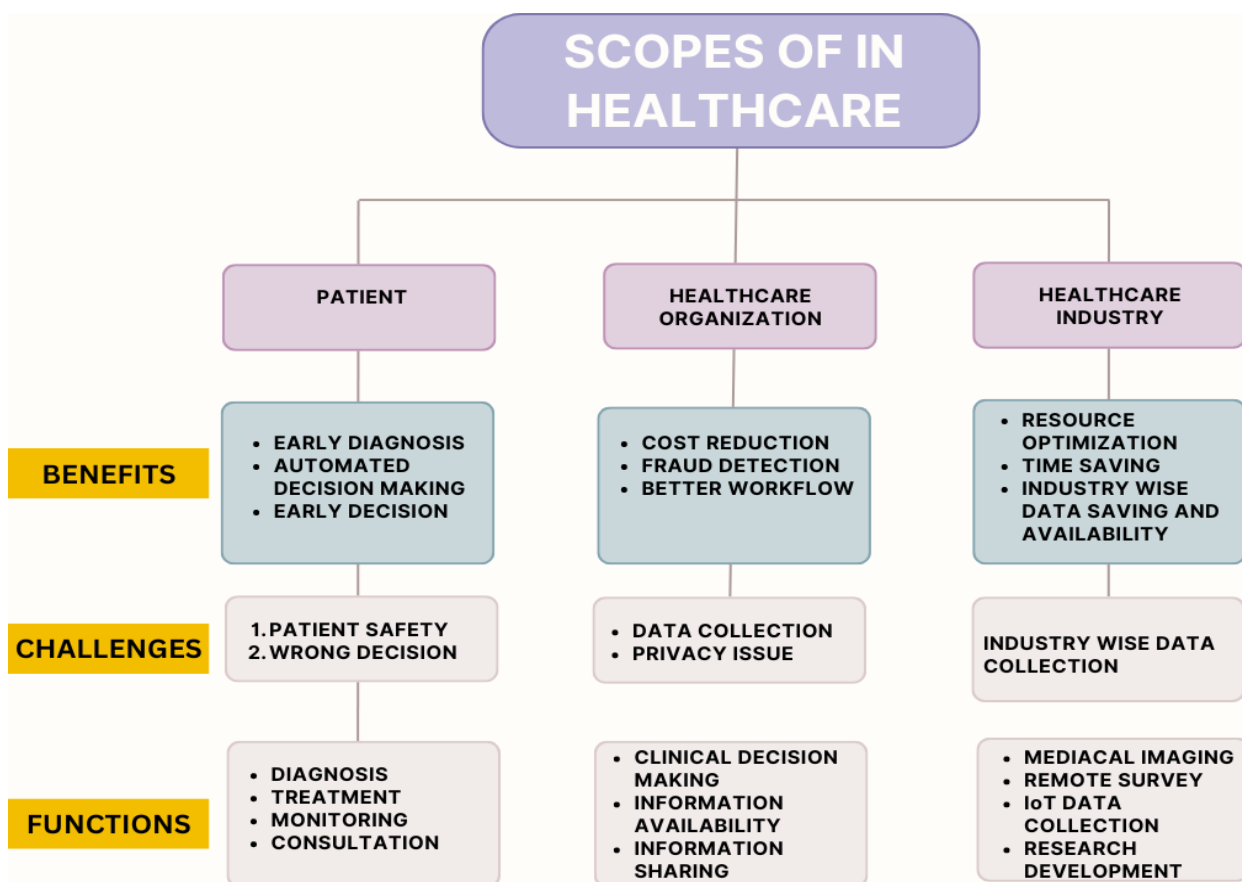 SCOPES OF IN
HEALTHCARE
PATIENT
HEALTHCARE
ORGANIZATION
HEALTHCARE
INDUSTRY
BENEFITS
• EARLY DIAGNOSIS
• AUTOMATED
DECISION MAKING
• EARLY DECISION
• COST REDUCTION
• FRAUD DETECTION
• BETTER WORKFLOW
• RESOURCE
OPTIMIZATION
• TIME SAVING
• INDUSTRY WISE
DATA SAVING AND
AVAILABILITY
CHALLENGES
1. PATIENT SAFETY
2. WRONG DECISION
• DATA COLLECTION
• PRIVACY ISSUE
INDUSTRY WISE DATA
COLLECTION
FUNCTIONS
• DIAGNOSIS
• TREATMENT
• MONITORING
• CONSULTATION
• CLINICAL DECISION
MAKING
• INFORMATION
AVAILABILITY
• INFORMATION
SHARING
• MEDIACAL IMAGING
• REMOTE SURVEY
• IoT DATA
COLLECTION
• RESEARCH
DEVELOPMENT